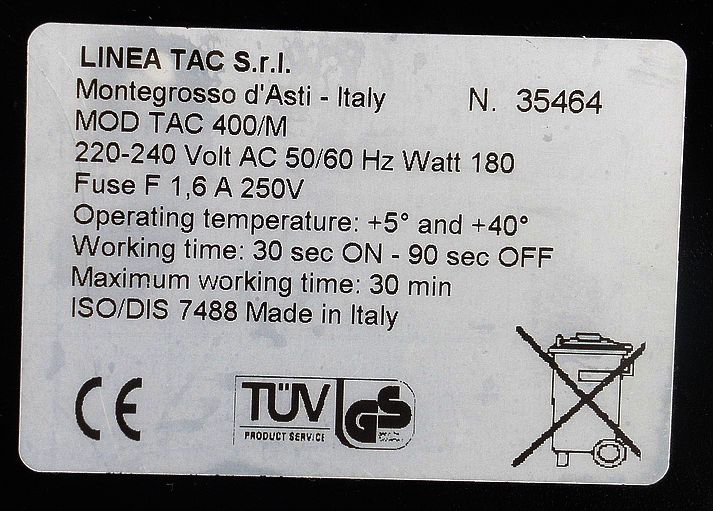 LINEA TAC S.r.l.
Montegrosso d'Asti - Italy N. 35464
MOD TAC 400/M
220-240 Volt AC 50/60 Hz Watt 180
Fuse F 1,6 A 250V
Operating temperature: +5° and +40°
Working time: 30 sec ON - 90 sec OFF
Maximum working time: 30 min
ISO/DIS 7488 Made in Italy
CE
TÜV GS
PRODUCT SERVICE